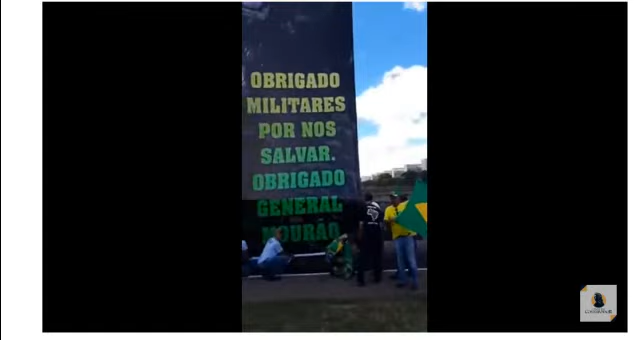 OBRIGADO
MILITARES
POR NOS
SALVAR.
OBRIGADO
GENERAL
MOURÃO